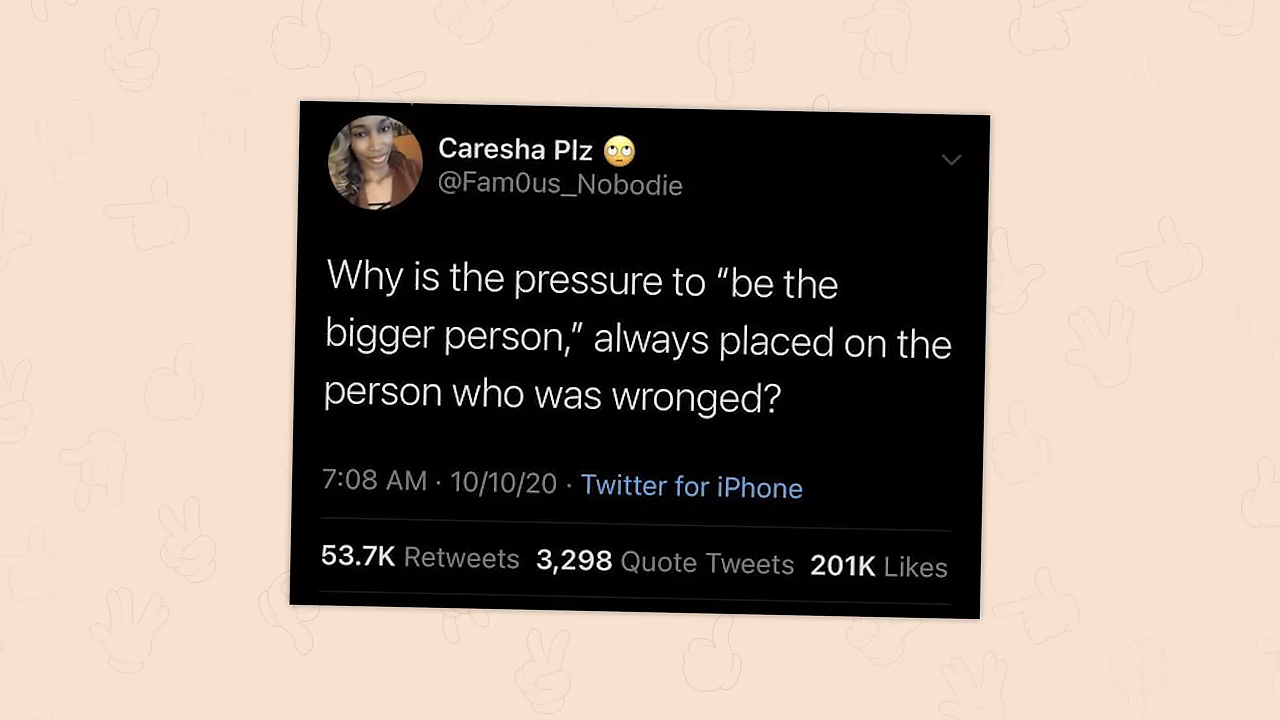 Caresha Plz 🙄
@Fam0us_Nobodie
Why is the pressure to “be the
bigger person,” always placed on the
person who was wronged?
7:08 AM · 10/10/20 · Twitter for iPhone
53.7K Retweets 3,298 Quote Tweets 201K Likes